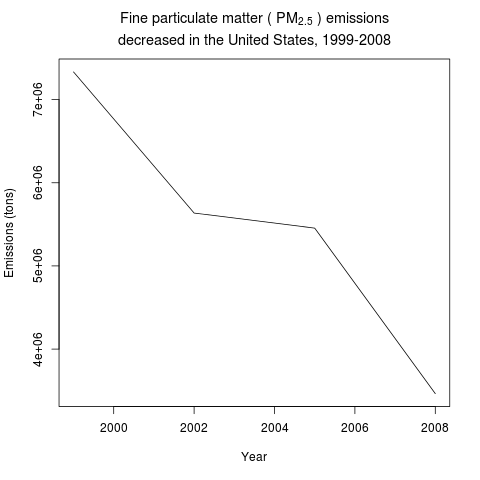 Fine particulate matter ( PM2.5 ) emissions
decreased in the United States, 1999-2008
7e+06
6e+06
5e+06
4e+06
Emissions (tons)
2000 2002 2004 2006 2008
Year